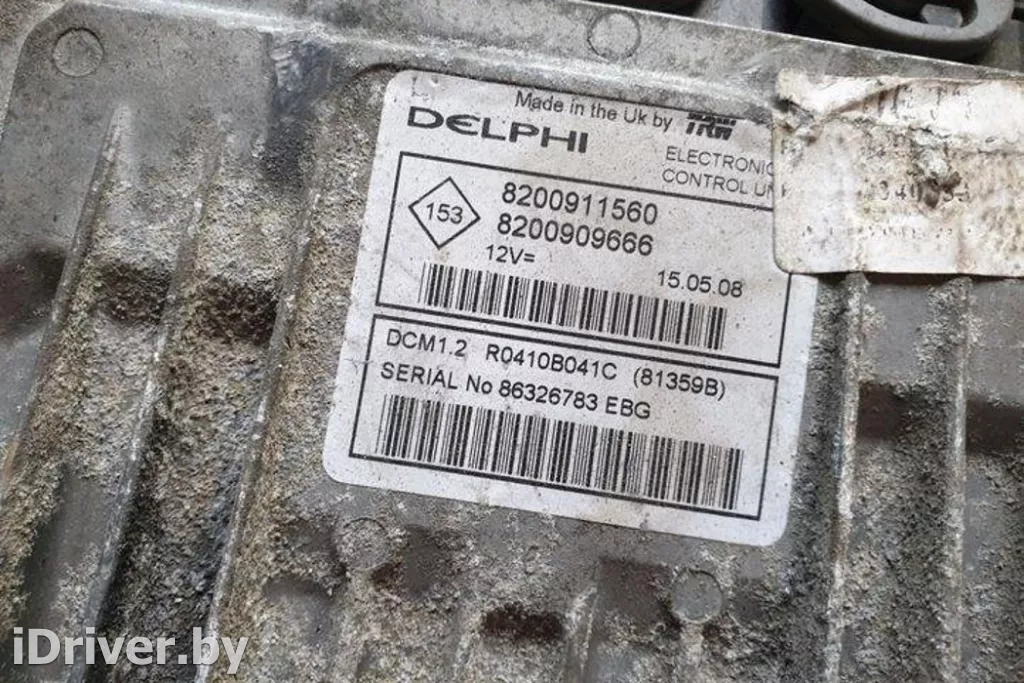 Made in the Uk by TRW
DELPHI
ELECTRONIC
CONTROL UN
153
8200911560
8200909666
12V=
15.05.08
DCM1.2 R0410B041C (81359B)
SERIAL No 86326783 EBG
iDriver.by